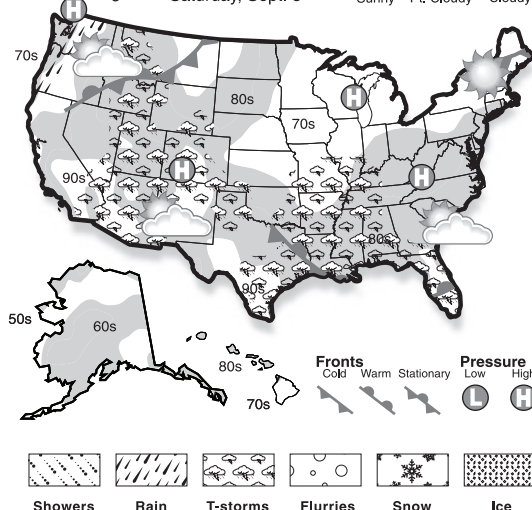 Saturday, Sept.
Sunny Pt. Cloudy Cloudy
H
70s
80s
H
70s
H
90s
H
80s
90s
50s
60s
80s
70s
Fronts
Cold Warm Stationary
Pressure
Low High
L H
Showers Rain T-storms Flurries Snow Ice